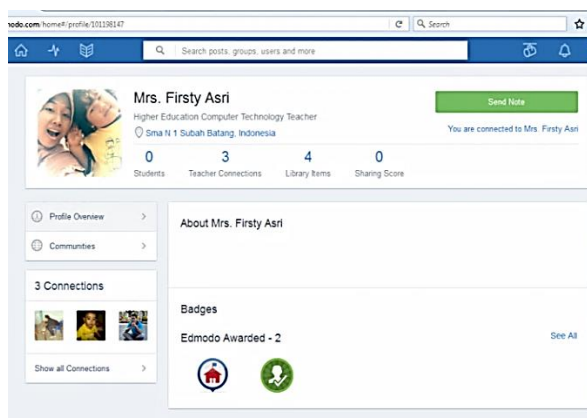 modo.com/home#/profile/101198147
Search
Search posts, groups, users and more
Mrs. Firsty Asri
Higher Education Computer Technology Teacher
Sma N 1 Subah Batang, Indonesia
Send Note
You are connected to Mrs. Firsty Asri
0 3 4 0
Students Teacher Connections Library Items Sharing Score
Profile Overview
Communities
About Mrs. Firsty Asri
3 Connections
Show all Connections
Badges
Edmodo Awarded - 2
See All